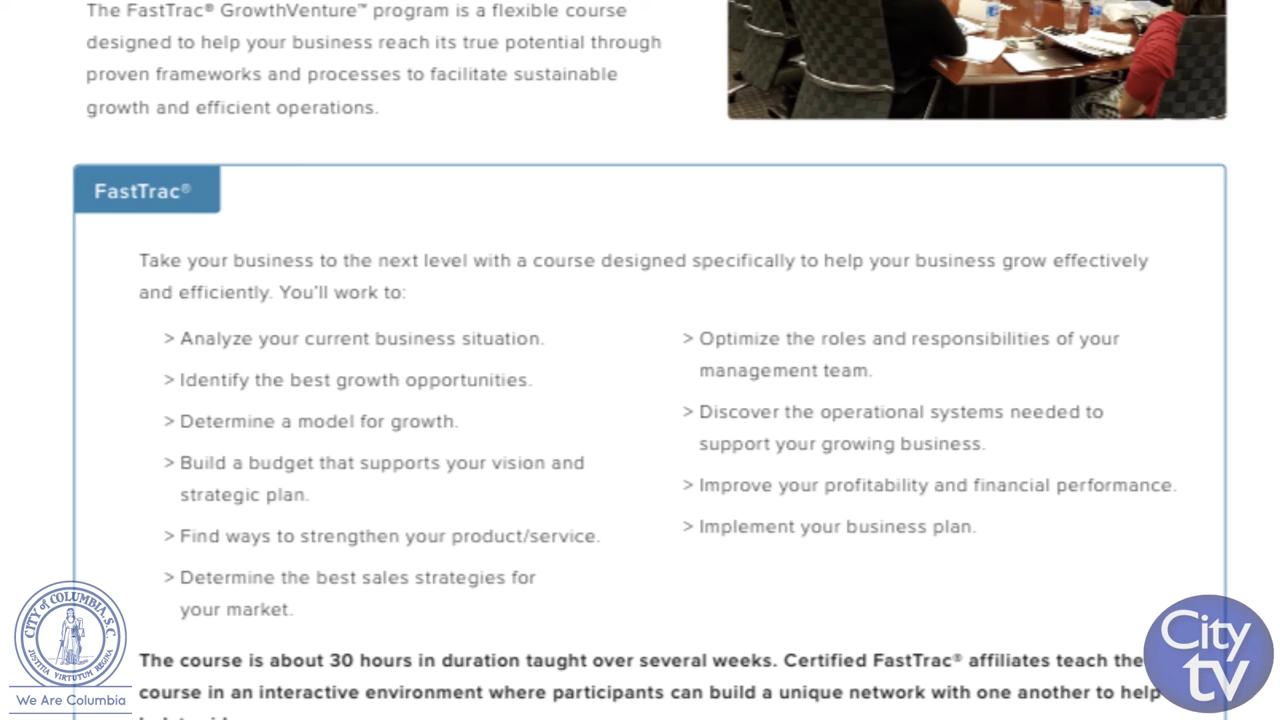 The FastTrac® GrowthVenture™ program is a flexible course
designed to help your business reach its true potential through
proven frameworks and processes to facilitate sustainable
growth and efficient operations.
FastTrac®
Take your business to the next level with a course designed specifically to help your business grow effectively
and efficiently. You'll work to:
> Analyze your current business situation.
> Identify the best growth opportunities.
> Determine a model for growth.
> Build a budget that supports your vision and
strategic plan.
> Find ways to strengthen your product/service.
> Determine the best sales strategies for
your market.
> Optimize the roles and responsibilities of your
management team.
> Discover the operational systems needed to
support your growing business.
> Improve your profitability and financial performance.
> Implement your business plan.
The course is about 30 hours in duration taught over several weeks. Certified FastTrac® affiliates teach the
course in an interactive environment where participants can build a unique network with one another to help
CITY of COLUMBIA, S.C.
JUSTITIA VIRTUTUM REGINA
We Are Columbia
City
tv